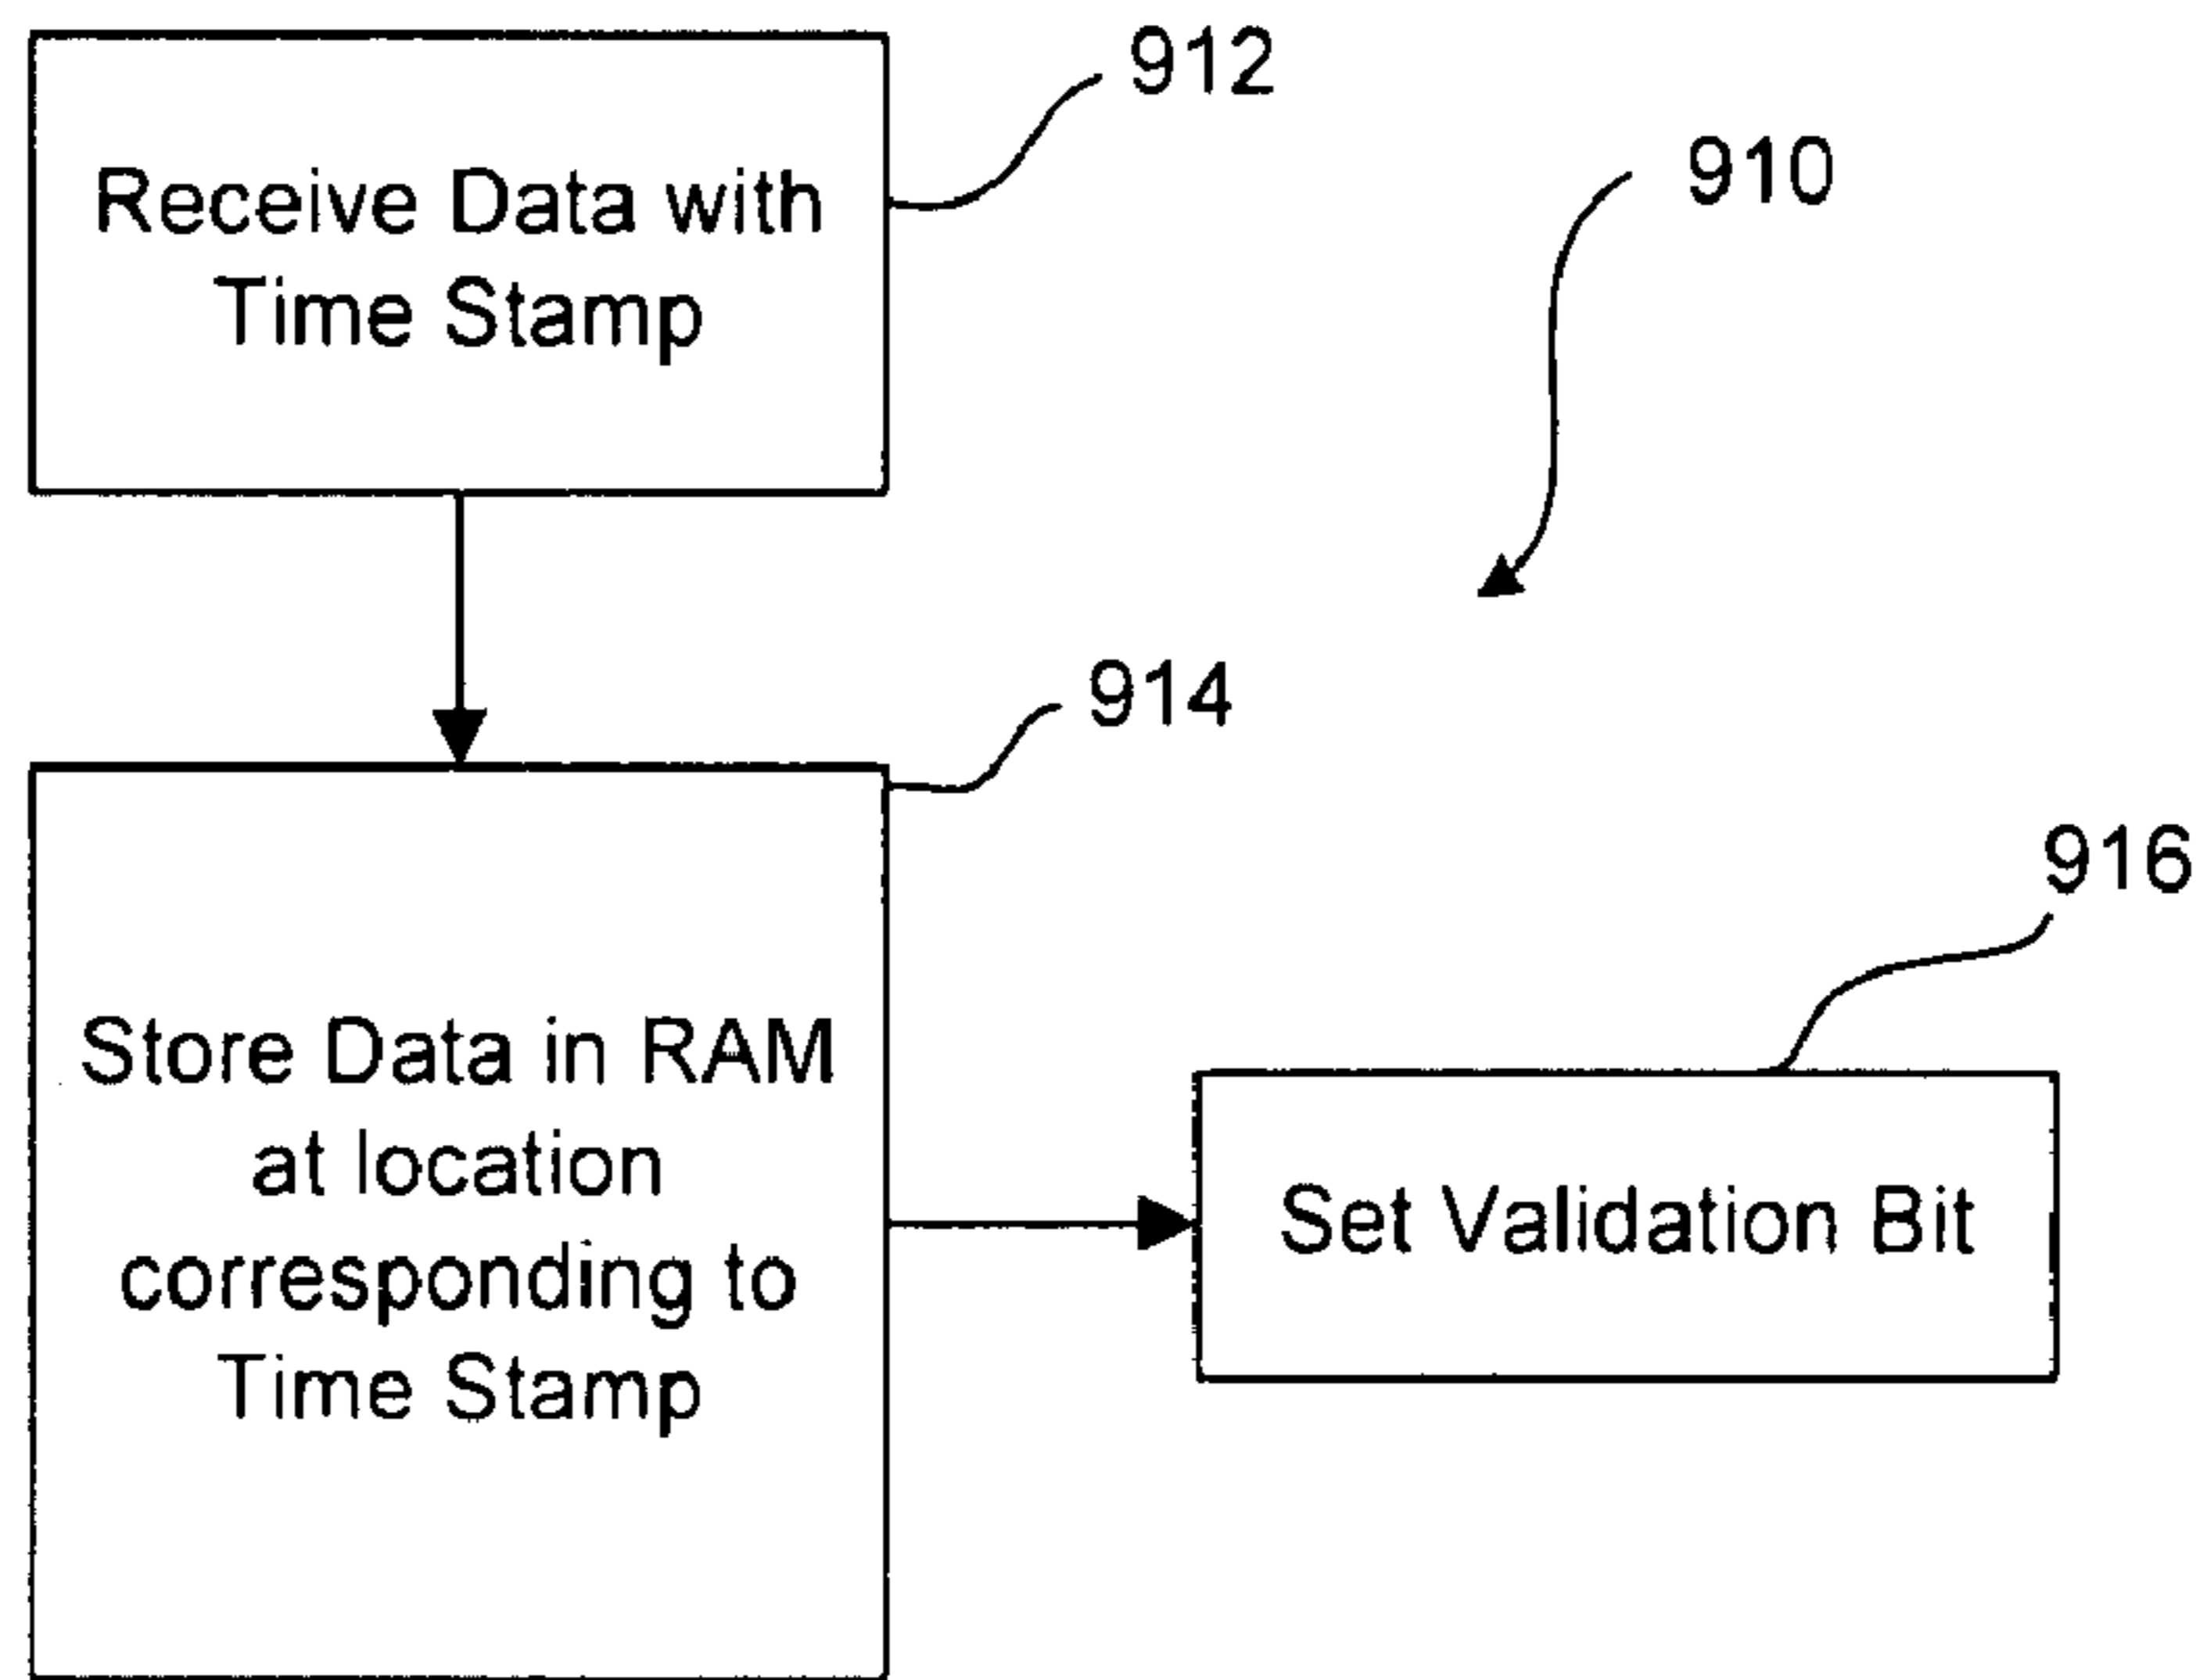 912
Receive Data with
Time Stamp
910
914
Store Data in RAM
at location
corresponding to
Time Stamp
916
Set Validation Bit